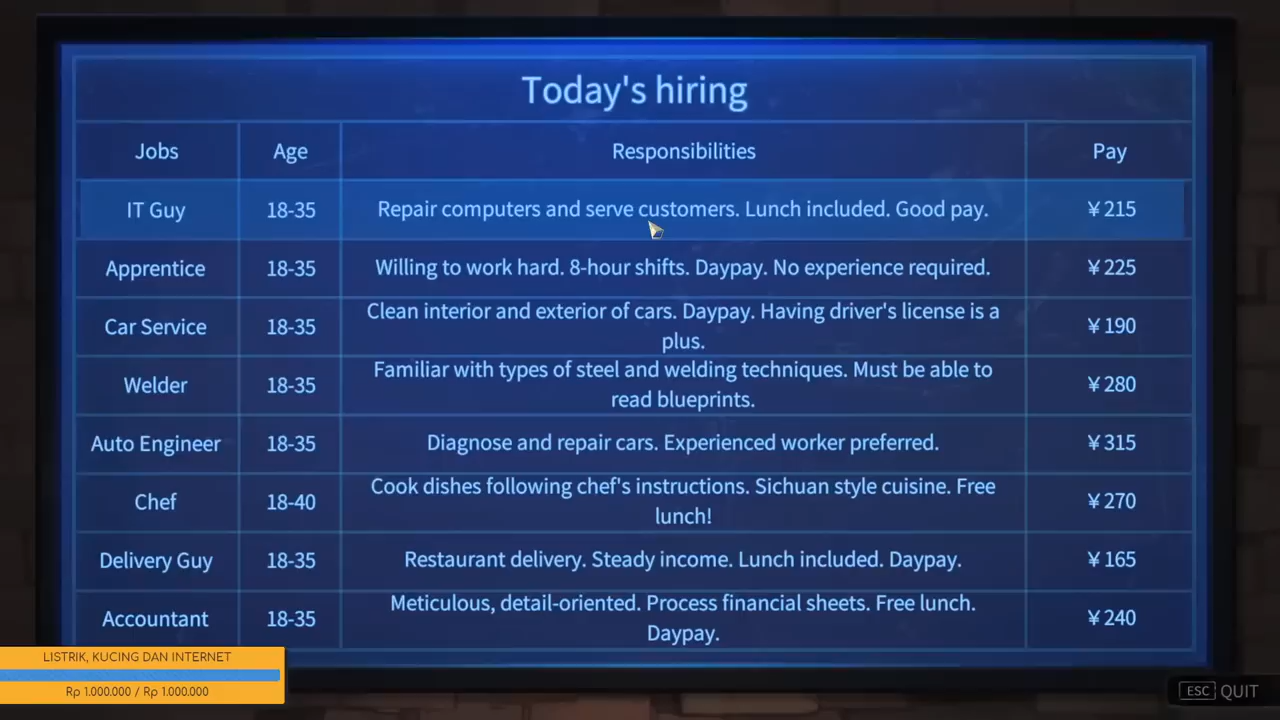 Today's hiring
Jobs Age Responsibilities Pay
IT Guy 18-35 Repair computers and serve customers. Lunch included. Good pay. ¥215
Apprentice 18-35 Willing to work hard. 8-hour shifts. Daypay. No experience required. ¥225
Car Service 18-35 Clean interior and exterior of cars. Daypay. Having driver's license is a
plus. ¥190
Welder 18-35 Familiar with types of steel and welding techniques. Must be able to
read blueprints. ¥280
Auto Engineer 18-35 Diagnose and repair cars. Experienced worker preferred. ¥315
Chef 18-40 Cook dishes following chef's instructions. Sichuan style cuisine. Free
lunch! ¥270
Delivery Guy 18-35 Restaurant delivery. Steady income. Lunch included. Daypay. ¥165
Accountant 18-35 Meticulous, detail-oriented. Process financial sheets. Free lunch.
Daypay. ¥240
LISTRIK, KUCING DAN INTERNET
Rp 1.000.000 / Rp 1.000.000
ESC QUIT